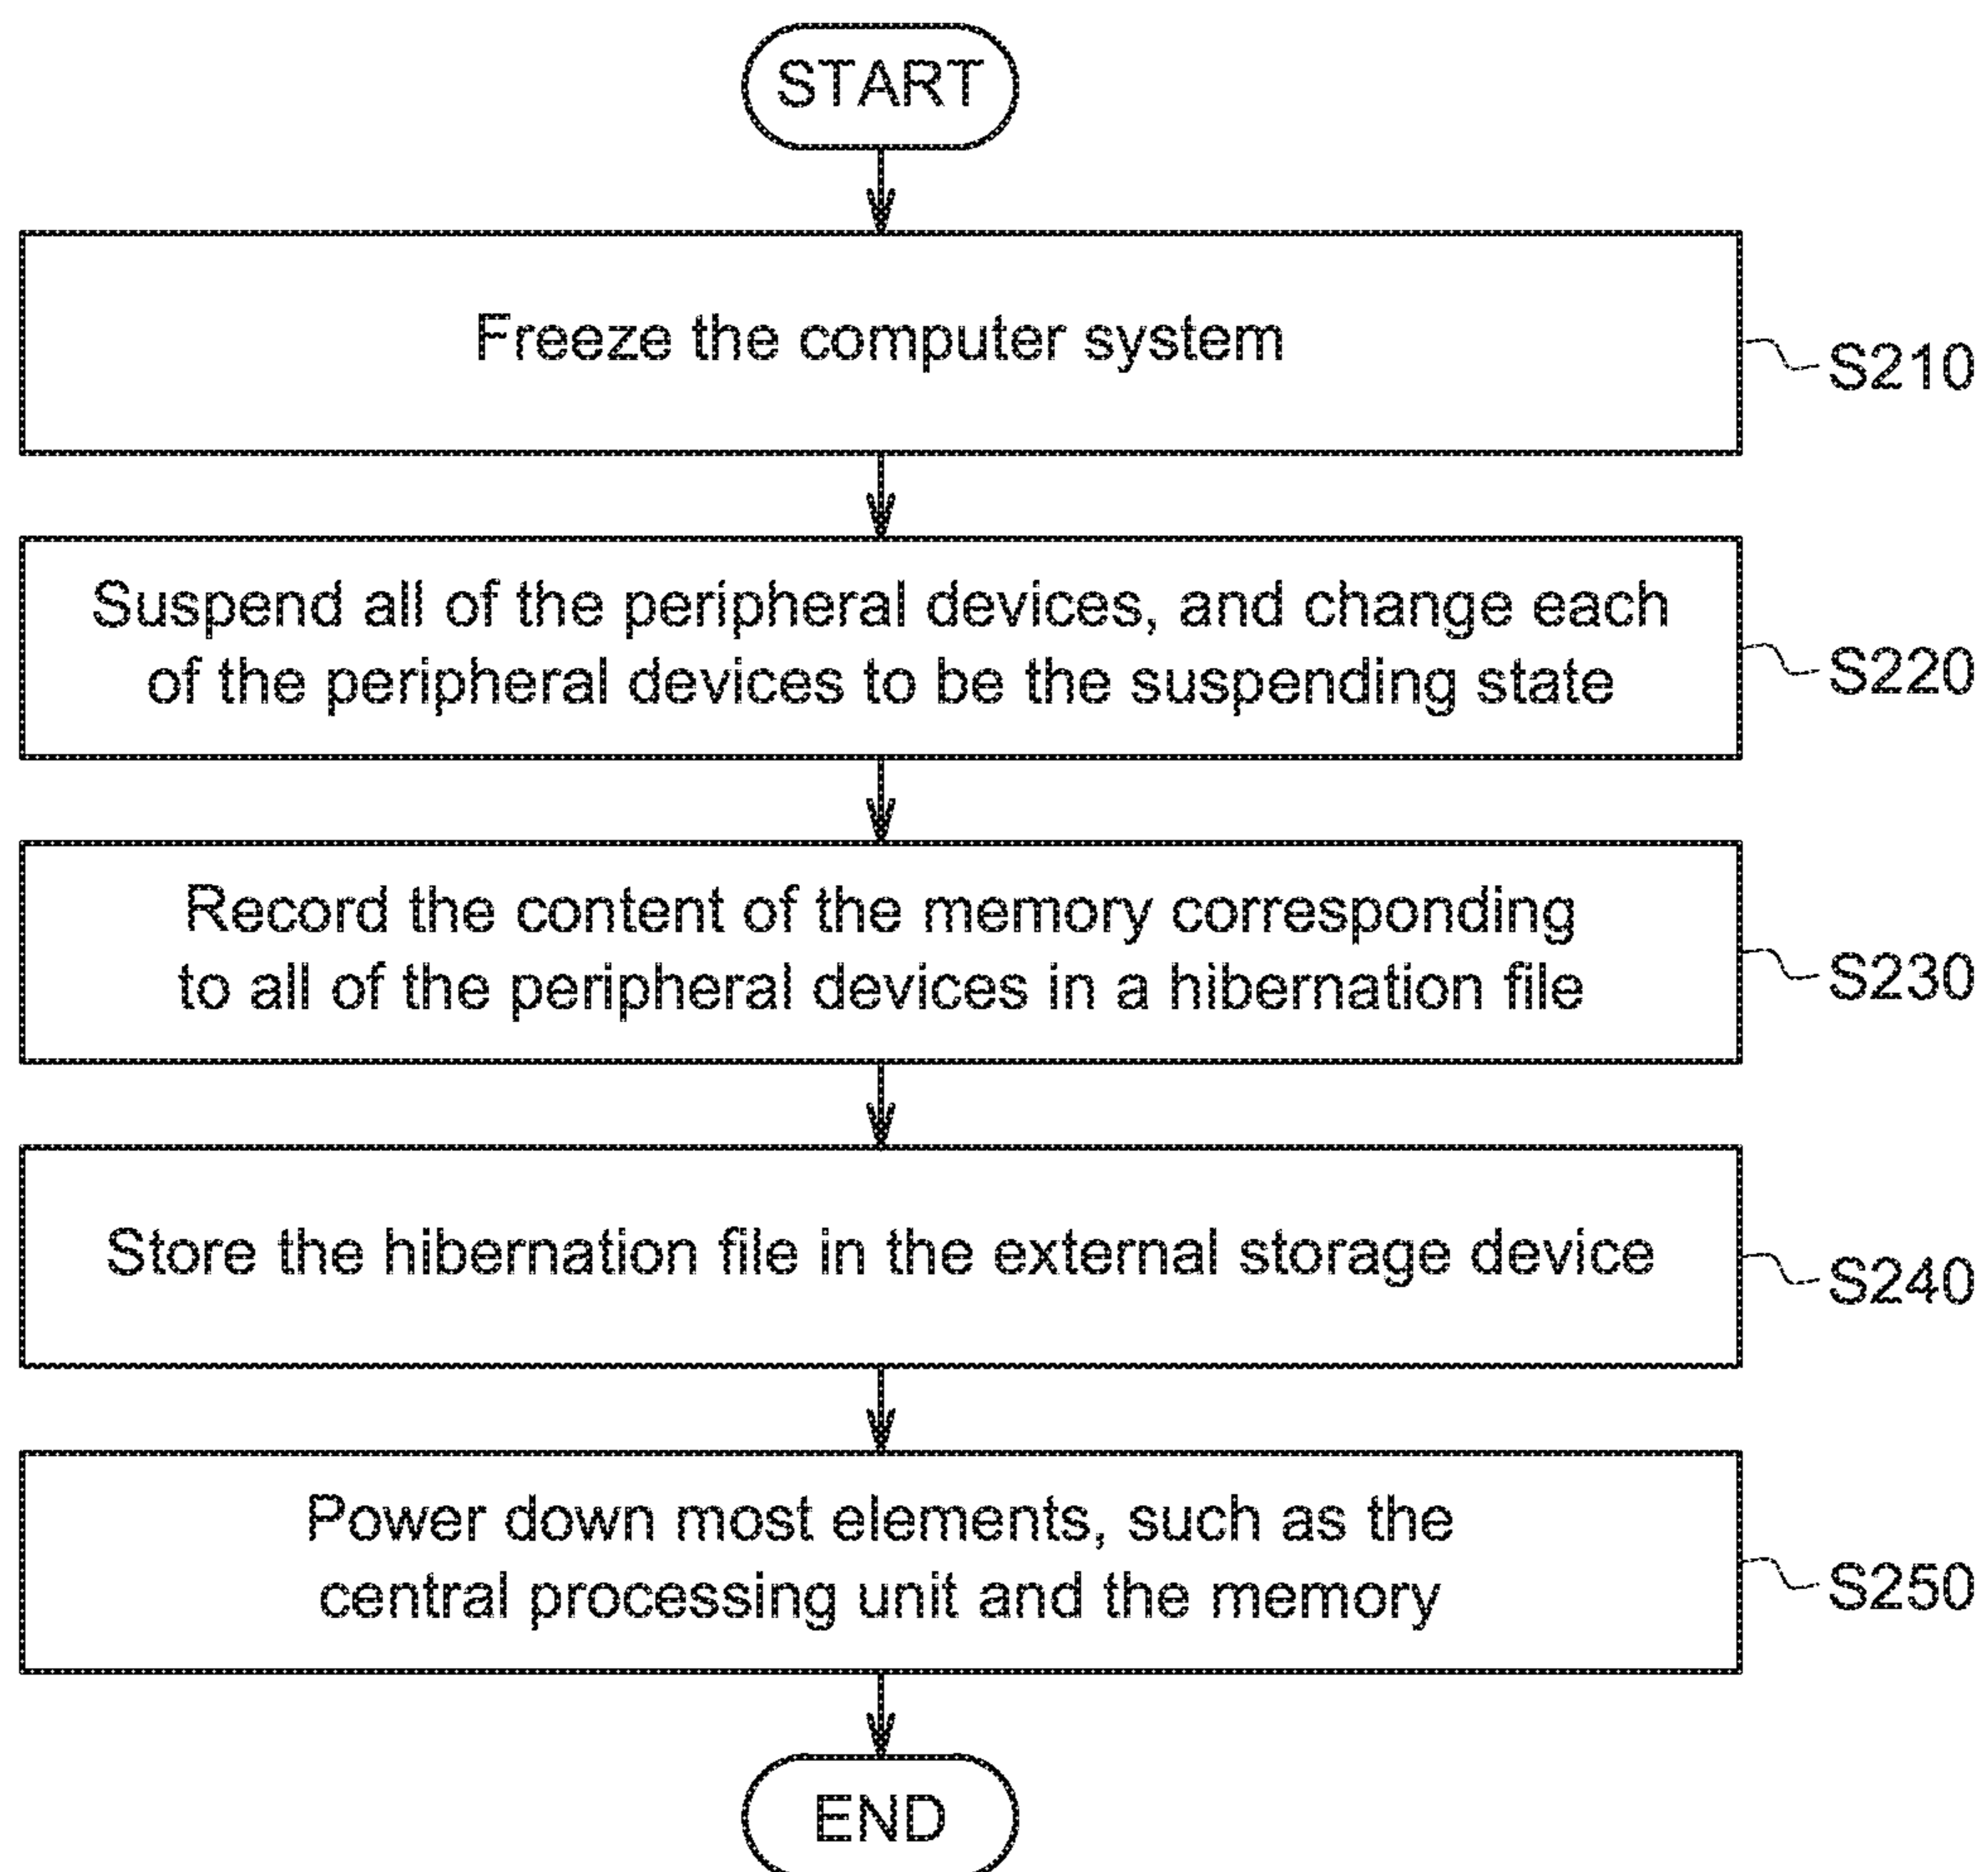 START
Freeze the computer system
S210
Suspend all of the peripheral devices, and change each
of the peripheral devices to be the suspending state
S220
Record the content of the memory corresponding
to all of the peripheral devices in a hibernation file
S230
Store the hibernation file in the external storage device
S240
Power down most elements, such as the
central processing unit and the memory
S250
END